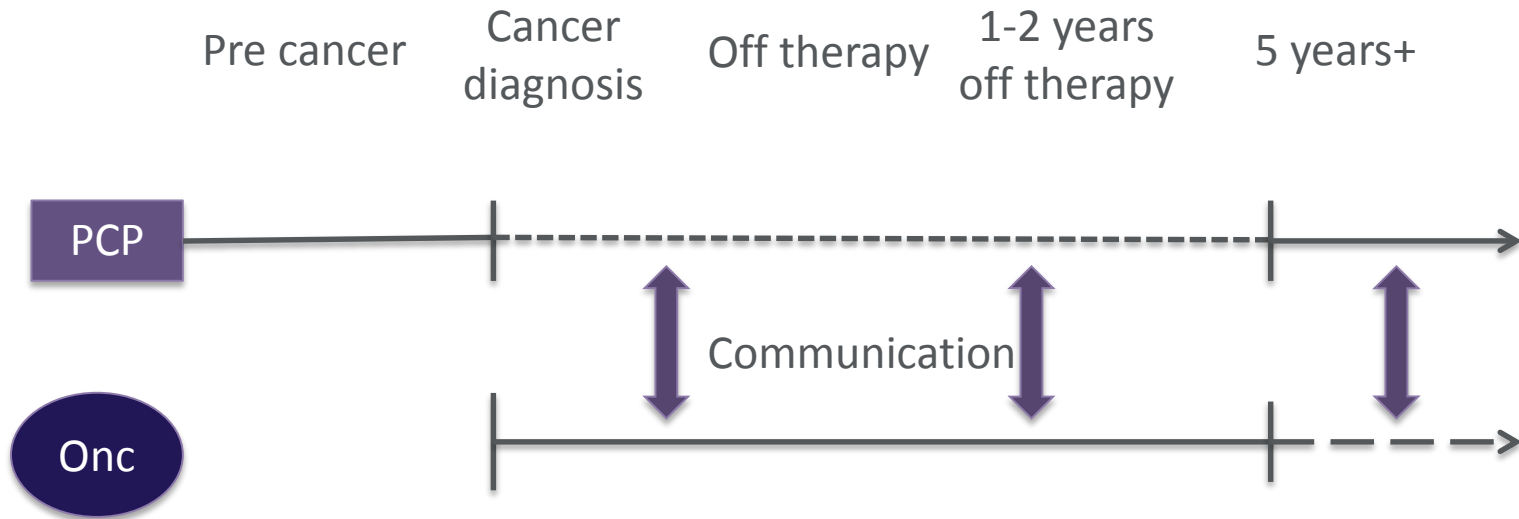 Pre cancer
Cancer
diagnosis
Off therapy
1-2 years
off therapy
5 years+
PCP
Communication
Onc